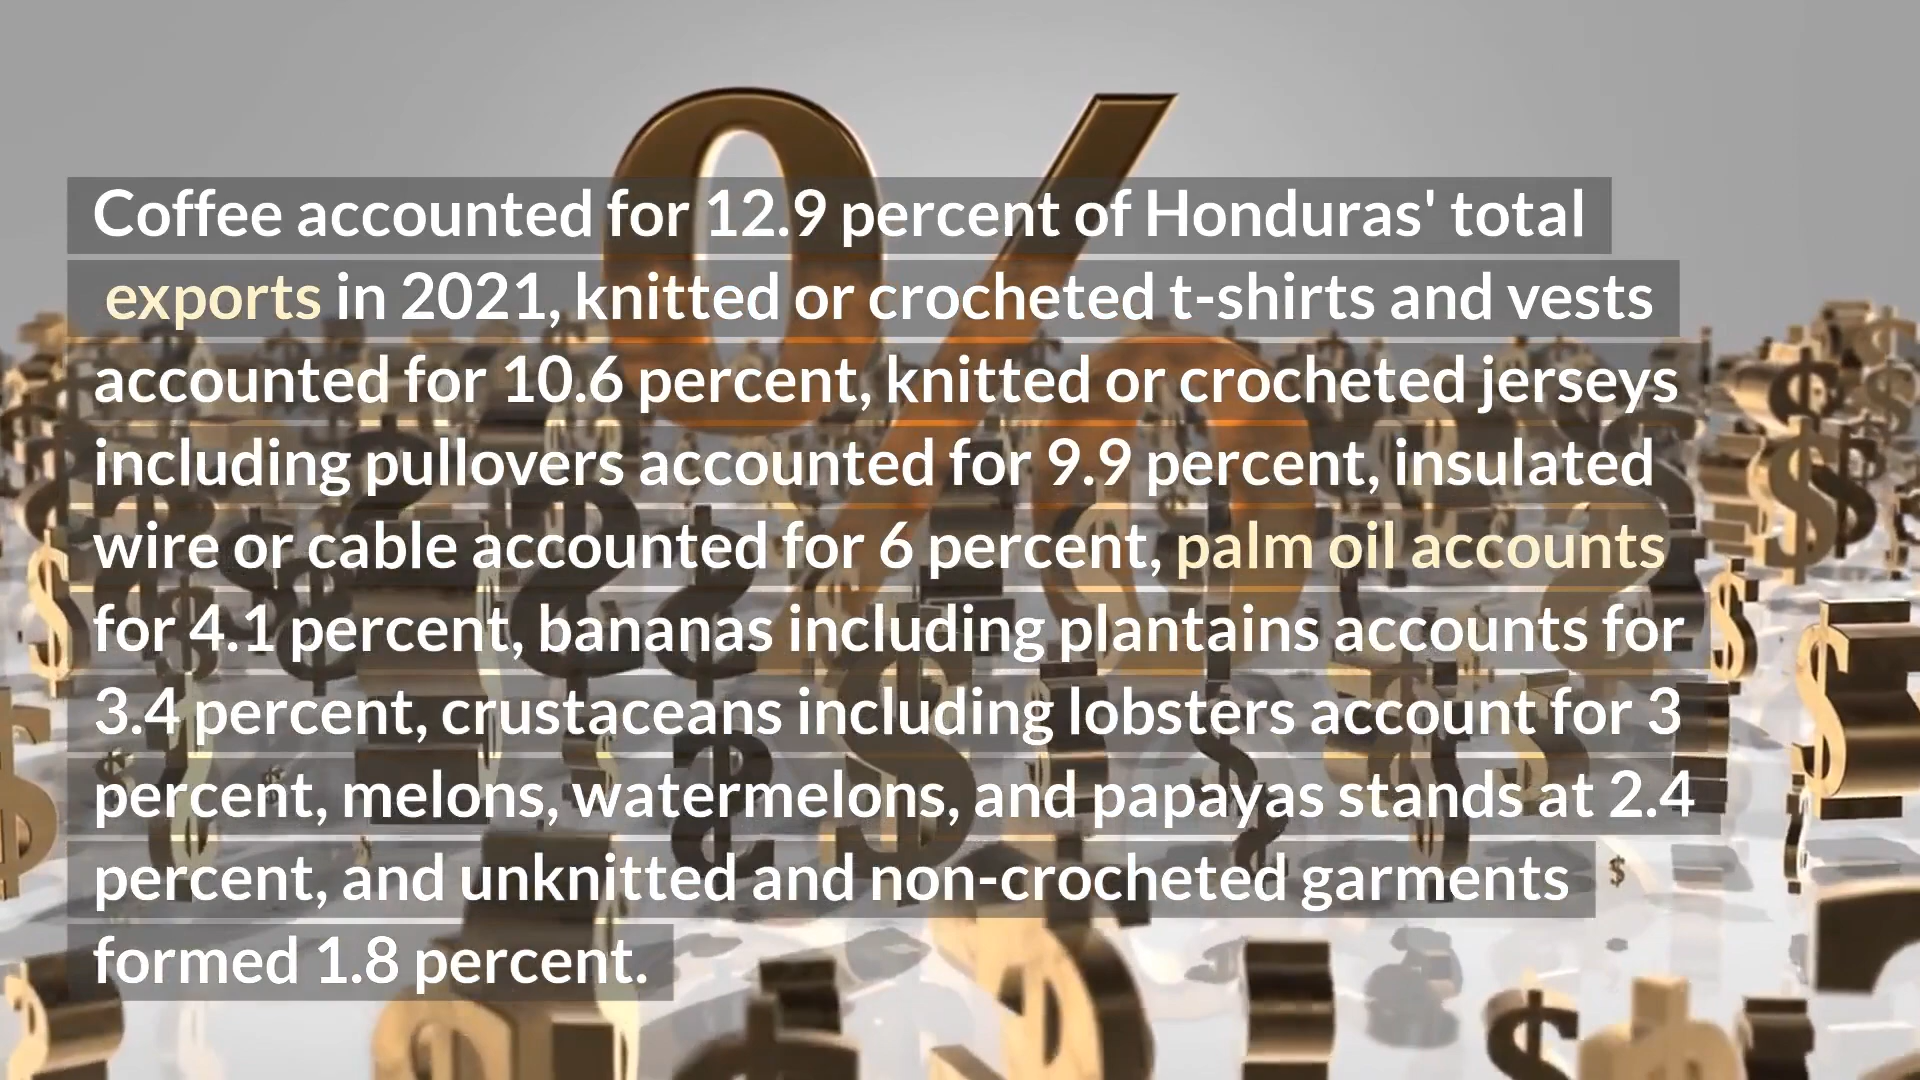 Coffee accounted for 12.9 percent of Honduras' total
exports in 2021, knitted or crocheted t-shirts and vests
accounted for 10.6 percent, knitted or crocheted jerseys
including pullovers accounted for 9.9 percent, insulated
wire or cable accounted for 6 percent, palm oil accounts
for 4.1 percent, bananas including plantains accounts for
3.4 percent, crustaceans including lobsters account for 3
percent, melons, watermelons, and papayas stands at 2.4
percent, and unknitted and non-crocheted garments
formed 1.8 percent.